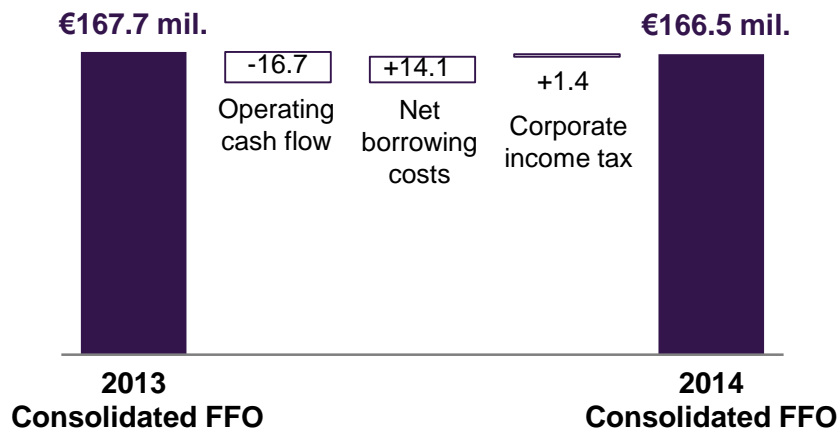 €167.7 mil.
€166.5 mil.
-16.7
Operating
cash flow
+14.1
Net
borrowing
costs
+1.4
Corporate
income tax
2013
Consolidated FFO
2014
Consolidated FFO